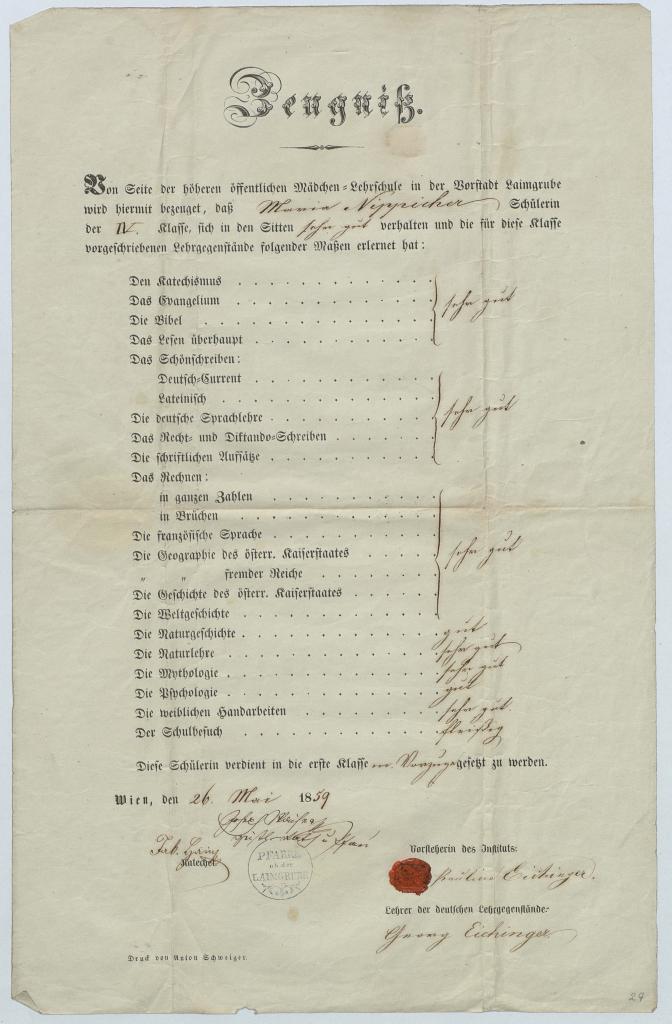 Zeugniß.
Von Seite der höheren öffentlichen Mädchen-Lehrschule in der Vorstadt Laimgrube
wird hiermit bezeuget, daß Maria Nippicher Schülerin
der IV. Klasse, sich in den Sitten sehr gut verhalten und die für diese Klasse
vorgeschriebenen Lehrgegenstände folgender Maßen erlernet hat:
Den Katechismus
Das Evangelium
Die Bibel
Das Lesen überhaupt
sehr gut
Das Schönschreiben:
Deutsch-Current
Lateinisch
Die deutsche Sprachlehre
Das Recht- und Diktando-Schreiben
Die schriftlichen Aufsätze
sehr gut
Das Rechnen:
in ganzen Zahlen
in Brüchen
Die französische Sprache
Die Geographie des österr. Kaiserstaates
„ „ fremder Reiche
Die Geschichte des österr. Kaiserstaates
Die Weltgeschichte
sehr gut
Die Naturgeschichte gut
Die Naturlehre sehr gut
Die Mythologie sehr gut
Die Psychologie gut
Die weiblichen Handarbeiten sehr gut
Der Schulbesuch fleißig
Diese Schülerin verdient in die erste Klasse m. Vorzug gesetzt zu werden.
Wien, den 26. Mai 1859
Katechet
PFARRE
ob der
LAIMGRUBE
Vorsteherin des Instituts:
Pauline Eichinger.
Lehrer der deutschen Lehrgegenstände:
Georg Eichinger
Druck von Anton Schweiger.